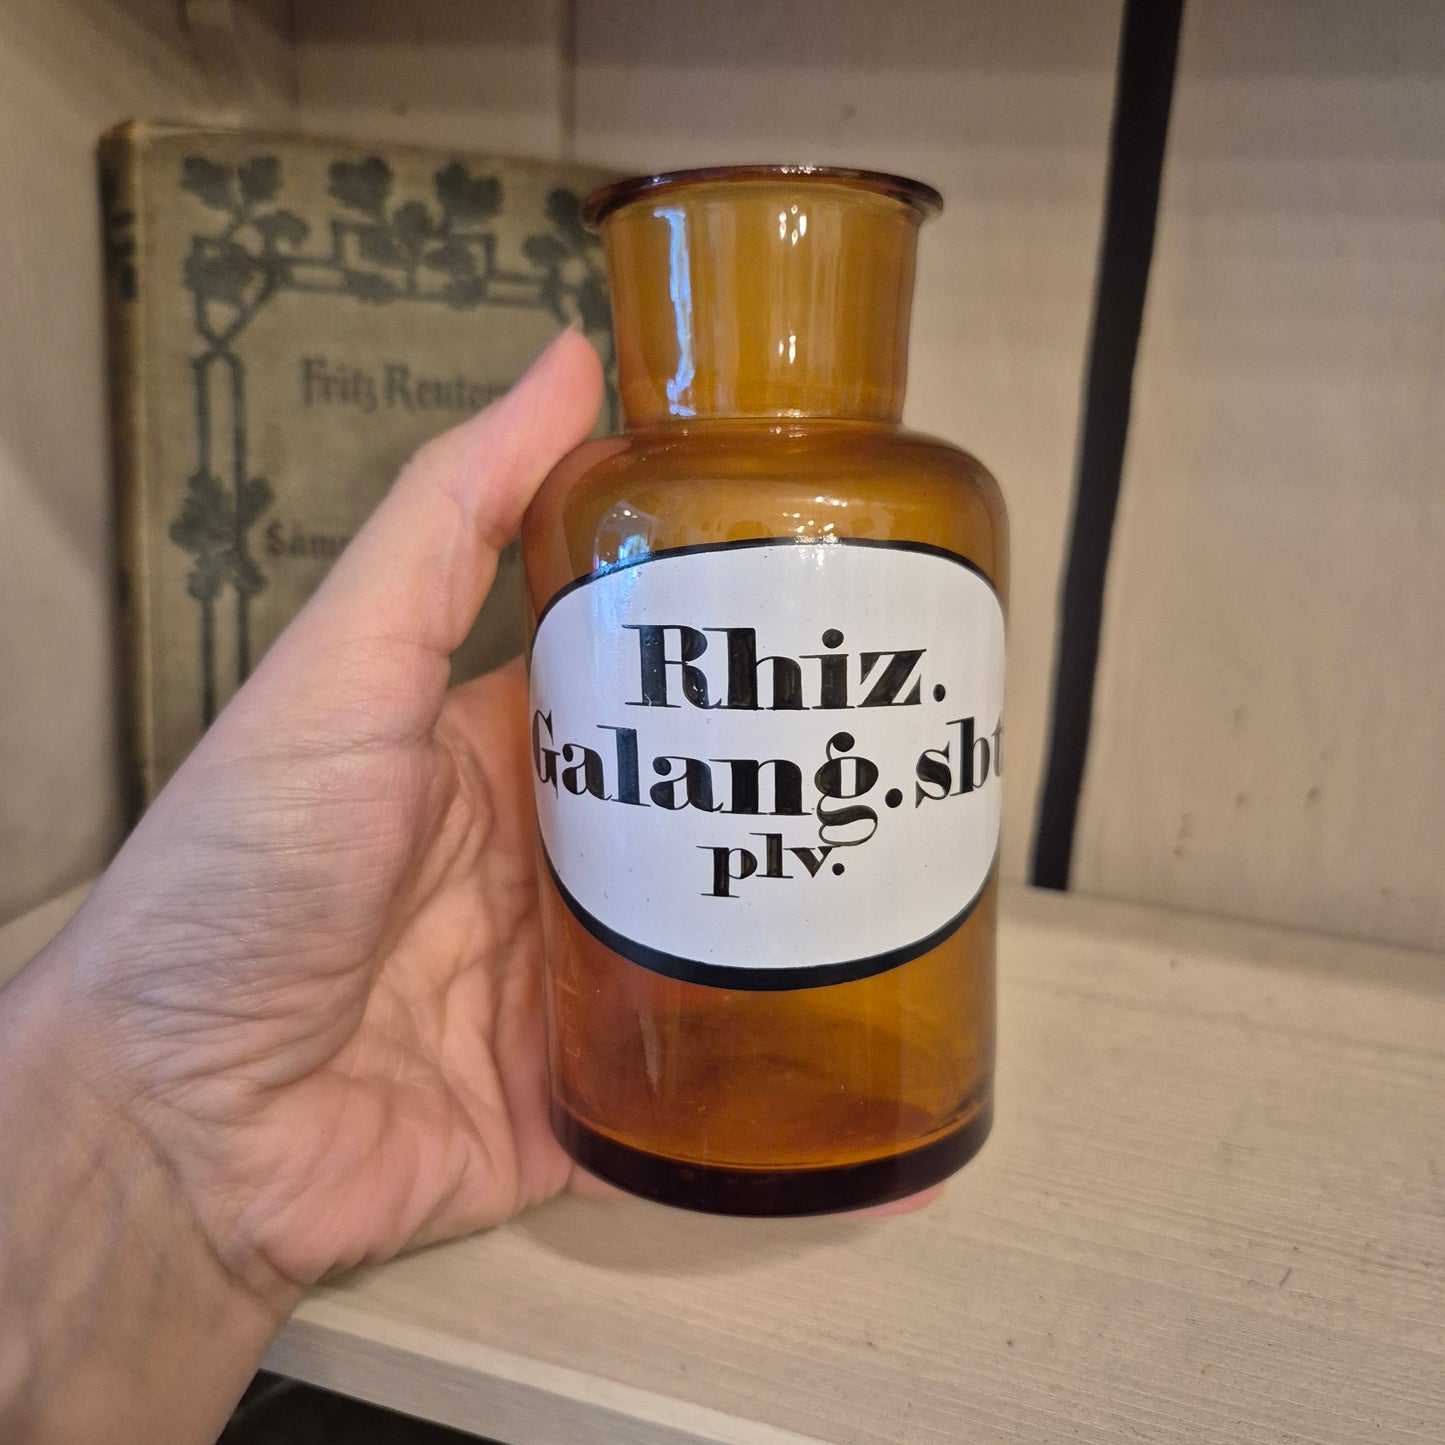 Fritz Reuter
Rhiz.
Galang.sbt
plv.